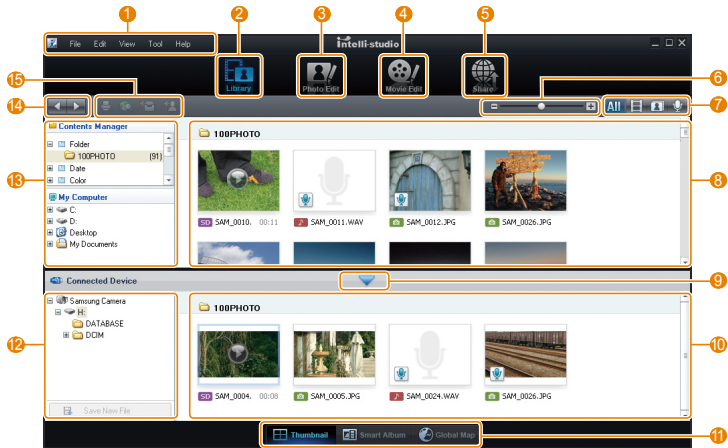 1
2
3
4
5
File Edit View Tool Help
intelli-studio
Library
Photo Edit
Movie Edit
Share
15
6
14
All
7
Contents Manager
Folder
100PHOTO (91)
Date
Color
13
My Computer
C:
D:
Desktop
My Documents
100PHOTO
8
SD SAM_0010. 00:11
SAM_0011.WAV
SAM_0012.JPG
SAM_0026.JPG
Connected Device
9
Samsung Camera
H:
DATABASE
DCIM
12
Save New File
100PHOTO
10
SD SAM_0004. 00:08
SAM_0005.JPG
SAM_0024.WAV
SAM_0026.JPG
Thumbnail
Smart Album
Global Map
11